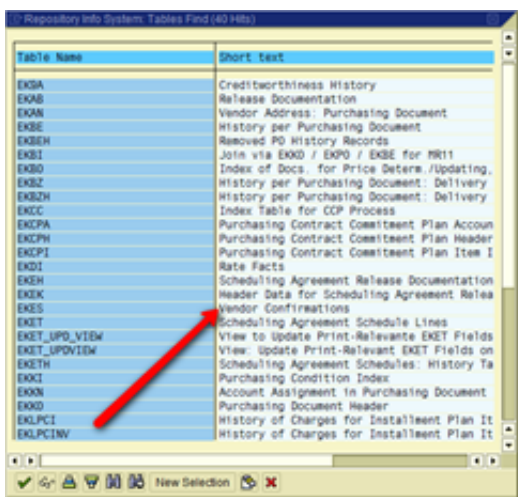 Repository Info System: Tables Find (40 Hits)
Table Name Short text
EK9A Creditworthiness History
EKAB Release Documentation
EKAN Vendor Address: Purchasing Document
EKBE History per Purchasing Document
EKBEH Removed PO History Records
EKBI Join via EKKO / EKPO / EKBE for MR11
EKBO Index of Docs. for Price Determ./Updating,
EKBZ History per Purchasing Document: Delivery
EKBZH History per Purchasing Document: Delivery
EKCC Index Table for CCP Process
EKCPA Purchasing Contract Commitment Plan Accoun
EKCPH Purchasing Contract Commitment Plan Header
EKCPI Purchasing Contract Commitment Plan Item I
EKDI Rate Facts
EKEH Scheduling Agreement Release Documentation
EKEK Header Data for Scheduling Agreement Relea
EKES Vendor Confirmations
EKET Scheduling Agreement Schedule Lines
EKET_UPD_VIEW View to Update Print-Relevante EKET Fields
EKET_UPDVIEW View: Update Print-Relevant EKET Fields on
EKETH Scheduling Agreement Schedules: History Ta
EKKI Purchasing Condition Index
EKKN Account Assignment in Purchasing Document
EKKO Purchasing Document Header
EKLPCI History of Charges for Installment Plan It
EKLPCINV History of Charges for Installment Plan It
New Selection